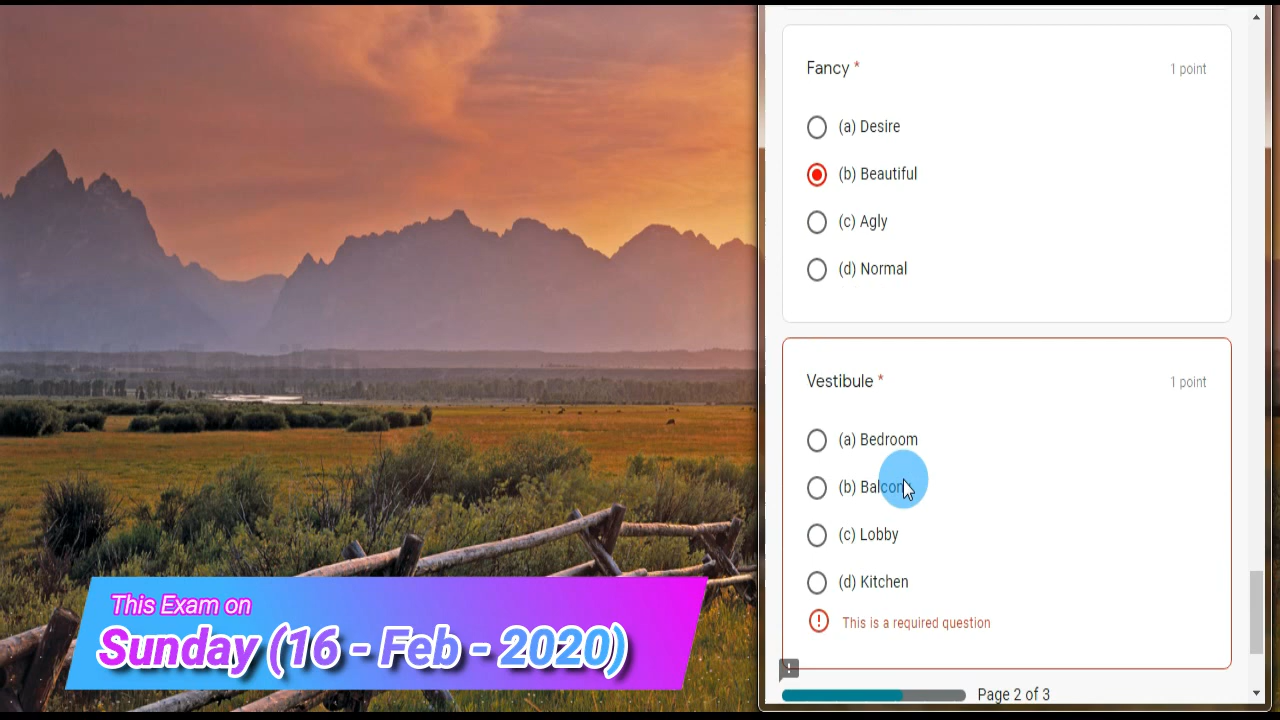 Fancy *
1 point
(a) Desire
(b) Beautiful
(c) Agly
(d) Normal
Vestibule *
1 point
(a) Bedroom
(b) Balcony
(c) Lobby
(d) Kitchen
This is a required question
Page 2 of 3
This Exam on
Sunday (16 - Feb - 2020)